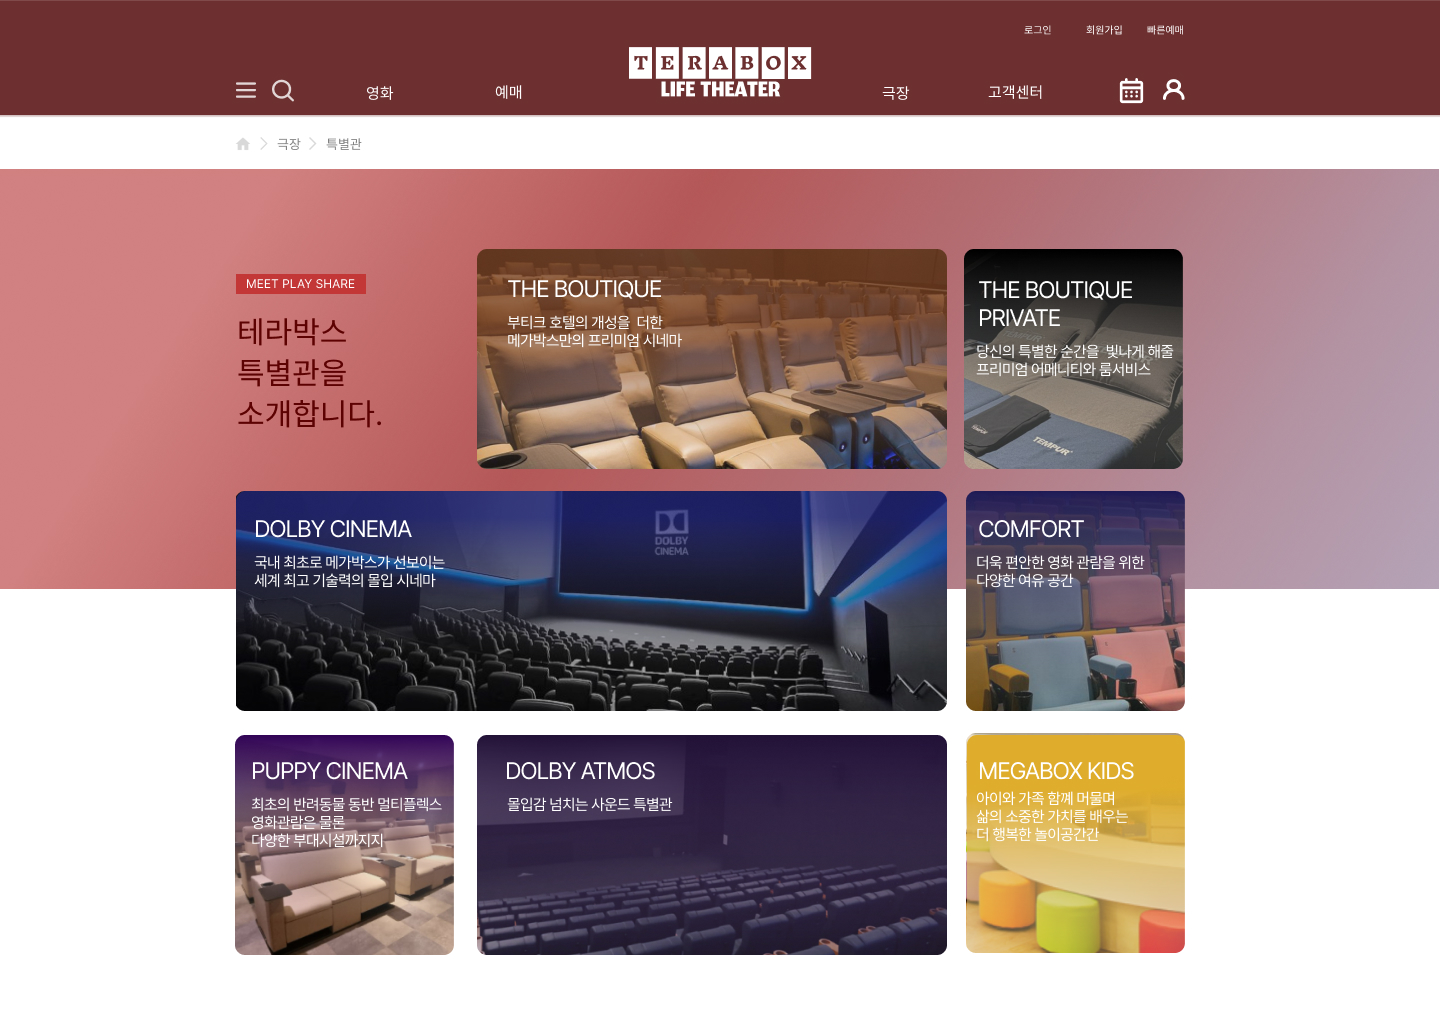 로그인 회원가입 빠른예매
TERABOX
LIFE THEATER
영화 예매 극장 고객센터
극장 특별관
MEET PLAY SHARE
테라박스
특별관을
소개합니다.
THE BOUTIQUE
부티크 호텔의 개성을 더한
메가박스만의 프리미엄 시네마
THE BOUTIQUE
PRIVATE
당신의 특별한 순간을 빛나게 해줄
프리미엄 어메니티와 룸서비스
TEMPUR
DOLBY CINEMA
국내 최초로 메가박스가 선보이는
세계 최고 기술력의 몰입 시네마
DOLBY
CINEMA
COMFORT
더욱 편안한 영화 관람을 위한
다양한 여유 공간
PUPPY CINEMA
최초의 반려동물 동반 멀티플렉스
영화관람은 물론
다양한 부대시설까지지
DOLBY ATMOS
몰입감 넘치는 사운드 특별관
MEGABOX KIDS
아이와 가족 함께 머물며
삶의 소중한 가치를 배우는
더 행복한 놀이공간간